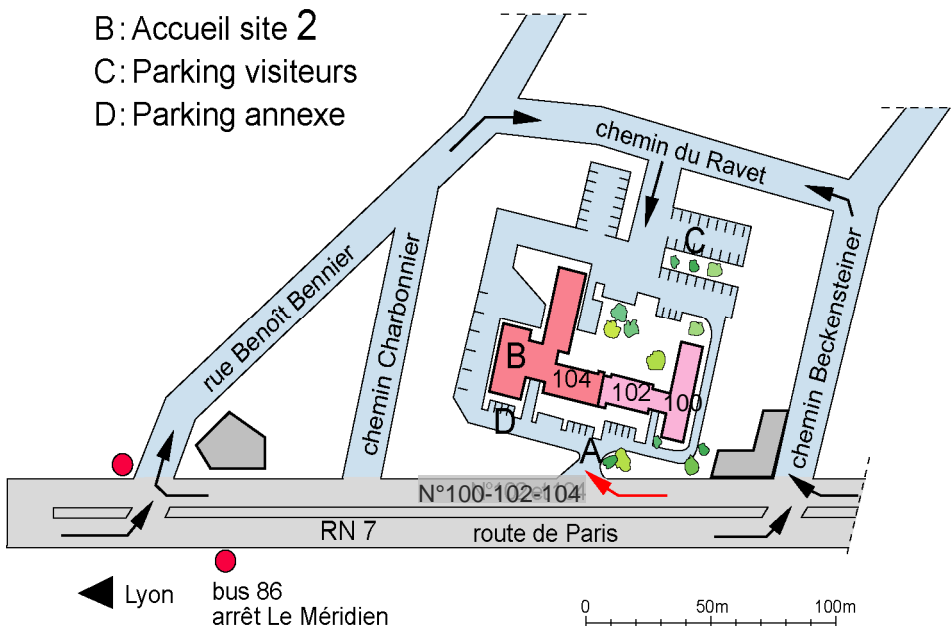 B: Accueil site 2
C: Parking visiteurs
D: Parking annexe
chemin du Ravet
C
rue Benoît Bennier
chemin Charbonnier
chemin Beckensteiner
B
104
102
100
D
A
N°100-102-104
RN 7
route de Paris
Lyon
bus 86
arrêt Le Méridien
0
50m
100m